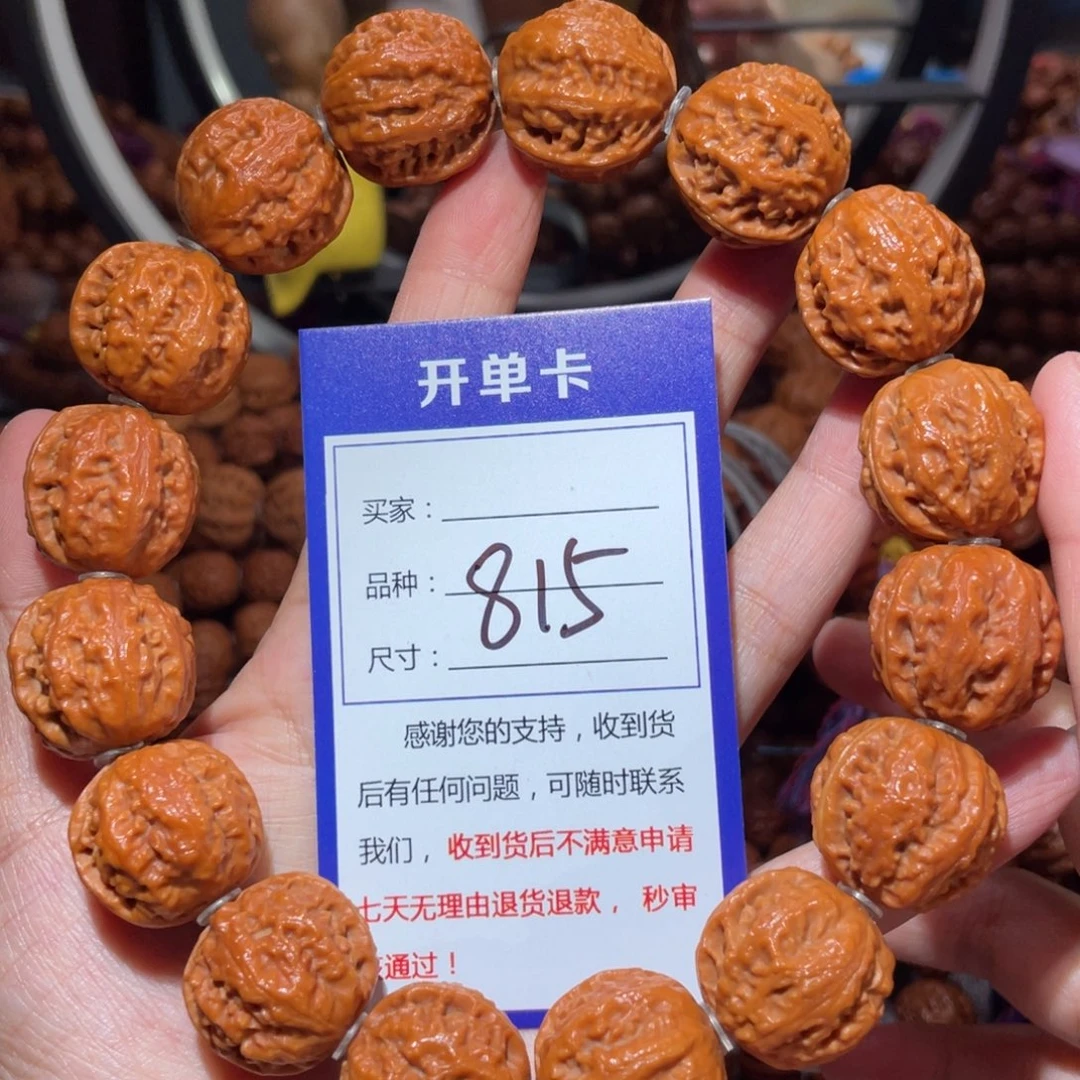 开单卡
买家：
品种：
815
尺寸：
感谢您的支持，收到货
后有任何问题，可随时联系
我们，收到货后不满意申请
七天无理由退货退款，秒审
通过！